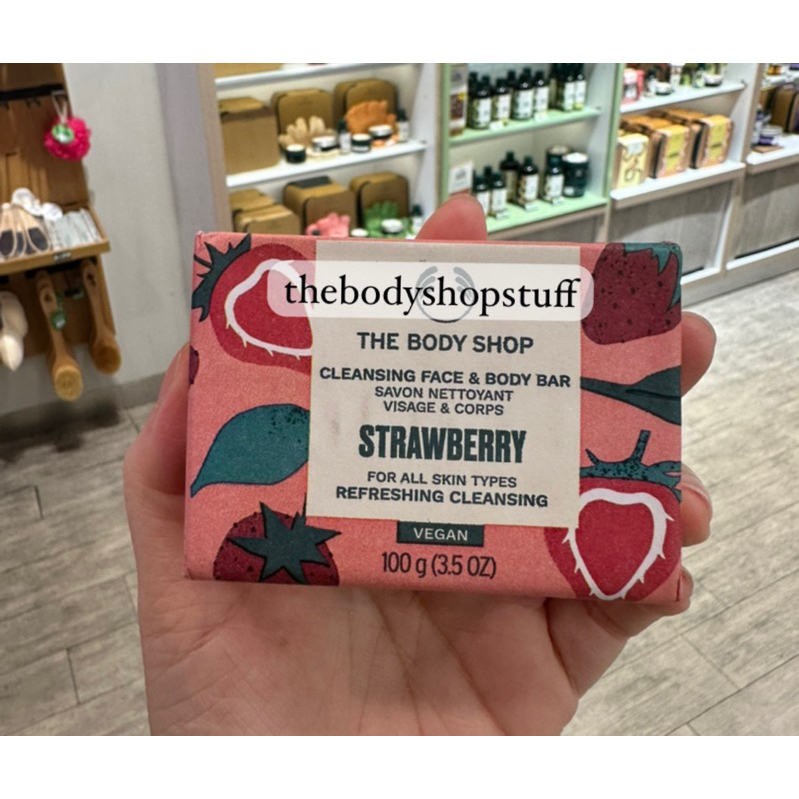 thebodyshopstuff
THE BODY SHOP
CLEANSING FACE & BODY BAR
SAVON NETTOYANT
VISAGE & CORPS
STRAWBERRY
FOR ALL SKIN TYPES
REFRESHING CLEANSING
VEGAN
100 g (3.5 OZ)